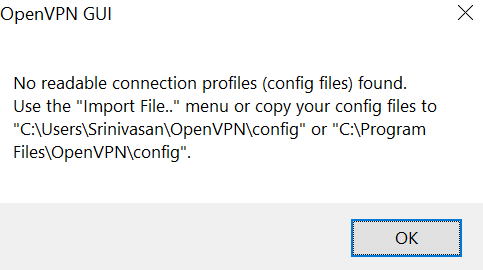 OpenVPN GUI
No readable connection profiles (config files) found.
Use the "Import File.." menu or copy your config files to
"C:\Users\Srinivasan\OpenVPN\config" or "C:\Program
Files\OpenVPN\config".
OK